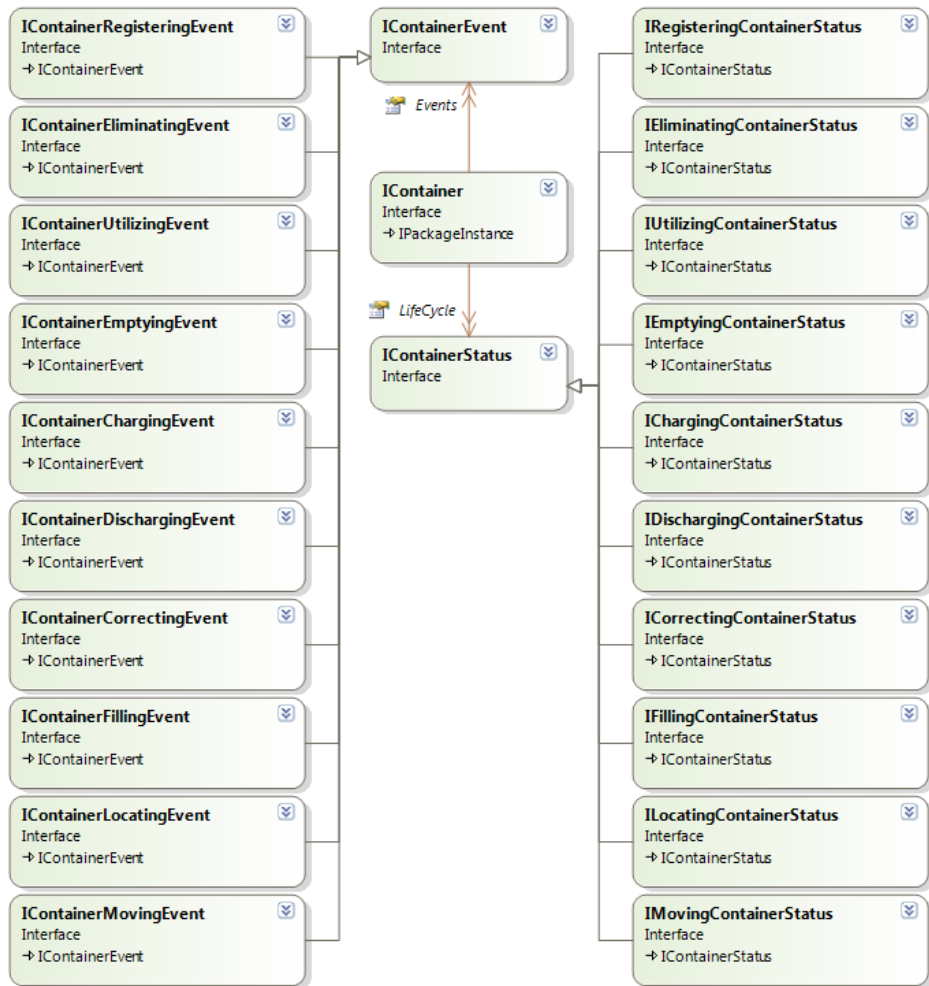 IContainerRegisteringEvent
Interface
IContainerEvent
IContainerEliminatingEvent
Interface
IContainerEvent
IContainerUtilizingEvent
Interface
IContainerEvent
IContainerEmptyingEvent
Interface
IContainerEvent
IContainerChargingEvent
Interface
IContainerEvent
IContainerDischargingEvent
Interface
IContainerEvent
IContainerCorrectingEvent
Interface
IContainerEvent
IContainerFillingEvent
Interface
IContainerEvent
IContainerLocatingEvent
Interface
IContainerEvent
IContainerMovingEvent
Interface
IContainerEvent
IContainerEvent
Interface
Events
IContainer
Interface
IPackageInstance
LifeCycle
IContainerStatus
Interface
IRegisteringContainerStatus
Interface
IContainerStatus
IEliminatingContainerStatus
Interface
IContainerStatus
IUtilizingContainerStatus
Interface
IContainerStatus
IEmptyingContainerStatus
Interface
IContainerStatus
IChargingContainerStatus
Interface
IContainerStatus
IDischargingContainerStatus
Interface
IContainerStatus
ICorrectingContainerStatus
Interface
IContainerStatus
IFillingContainerStatus
Interface
IContainerStatus
ILocatingContainerStatus
Interface
IContainerStatus
IMovingContainerStatus
Interface
IContainerStatus